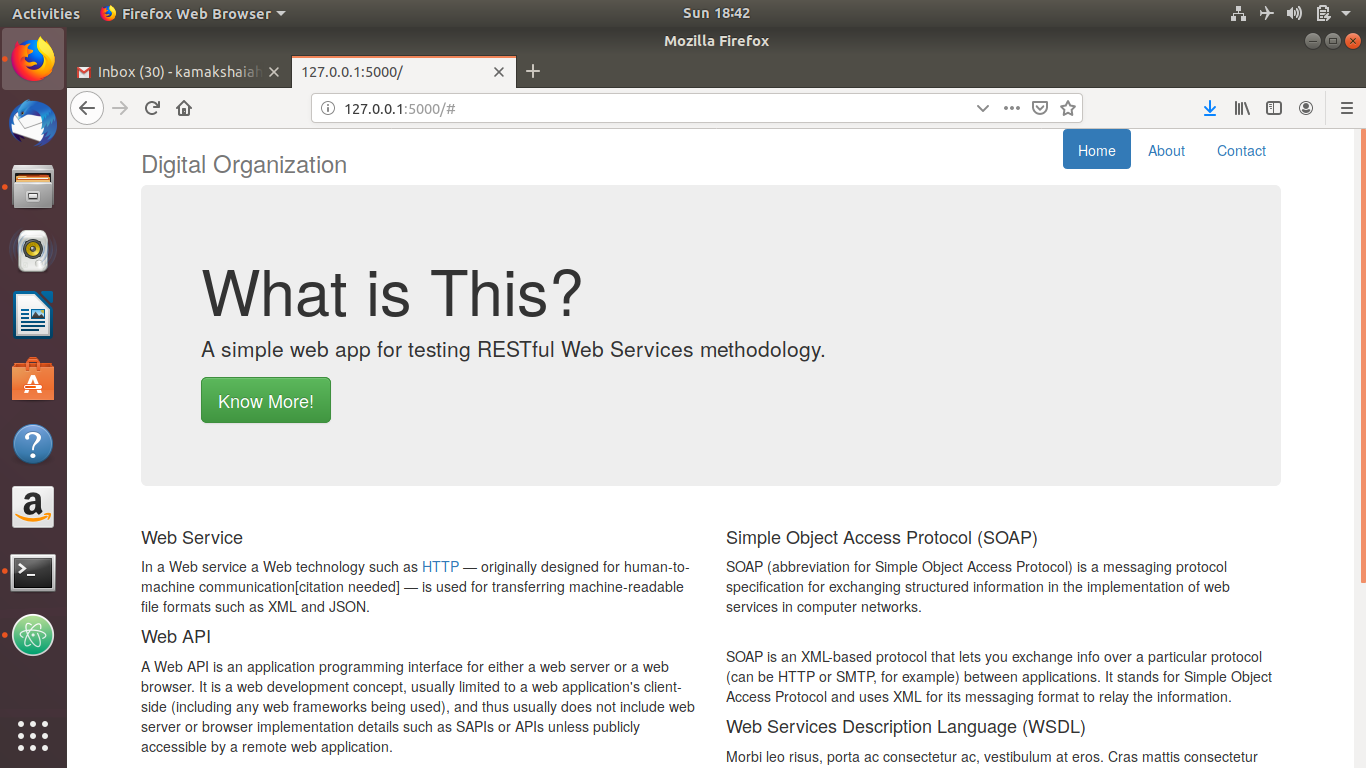 Activities
Firefox Web Browser
Sun 18:42
Mozilla Firefox
Inbox (30) - kamakshaiah
127.0.0.1:5000/
127.0.0.1:5000/#
Digital Organization
Home
About
Contact
What is This?
A simple web app for testing RESTful Web Services methodology.
Know More!
Web Service
In a Web service a Web technology such as HTTP — originally designed for human-to-
machine communication[citation needed] — is used for transferring machine-readable
file formats such as XML and JSON.
Web API
A Web API is an application programming interface for either a web server or a web
browser. It is a web development concept, usually limited to a web application's client-
side (including any web frameworks being used), and thus usually does not include web
server or browser implementation details such as SAPIs or APIs unless publicly
accessible by a remote web application.
Simple Object Access Protocol (SOAP)
SOAP (abbreviation for Simple Object Access Protocol) is a messaging protocol
specification for exchanging structured information in the implementation of web
services in computer networks.
SOAP is an XML-based protocol that lets you exchange info over a particular protocol
(can be HTTP or SMTP, for example) between applications. It stands for Simple Object
Access Protocol and uses XML for its messaging format to relay the information.
Web Services Description Language (WSDL)
Morbi leo risus, porta ac consectetur ac, vestibulum at eros. Cras mattis consectetur